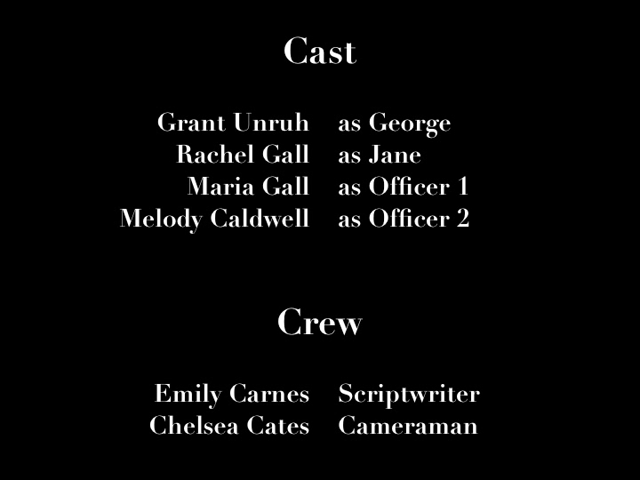 Cast
Grant Unruh as George
Rachel Gall as Jane
Maria Gall as Officer 1
Melody Caldwell as Officer 2
Crew
Emily Carnes Scriptwriter
Chelsea Cates Cameraman